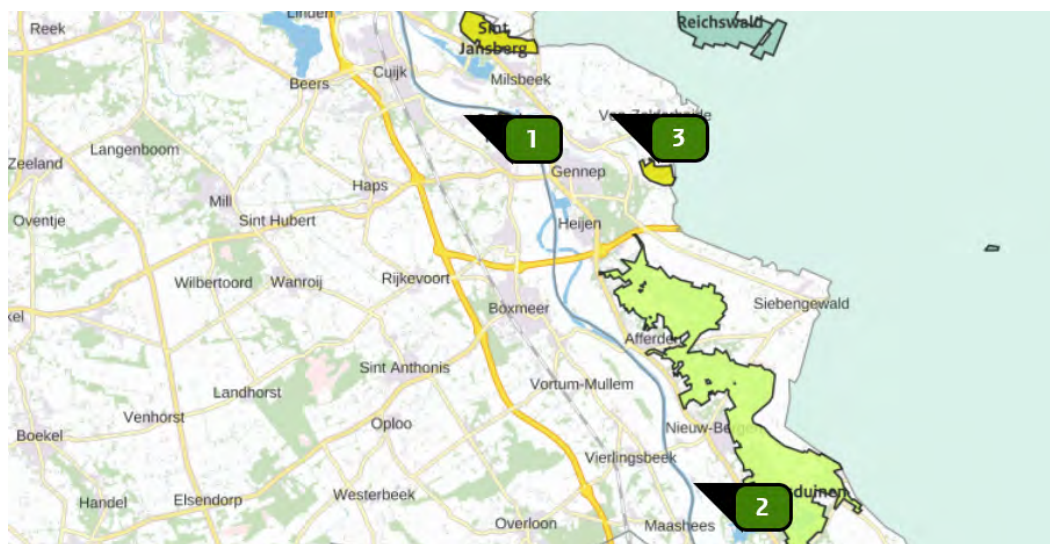 Linden
Sint
Jansberg
Reichswald
Reek
Cuijk
Milsbeek
Beers
1
3
Langenboom
Zeeland
Gennep
Haps
Mill
Oventje
Sint Hubert
Heijen
Wilbertoord
Wanroij
Rijkevoort
Siebengewald
Boxmeer
Afferden
Sint Anthonis
Vortum-Mullem
Landhorst
Venhorst
Oploo
Boekel
Nieuw-Bergen
Vierlingsbeek
Handel
Elsendorp
Westerbeek
duinen
2
Overloon
Maashees